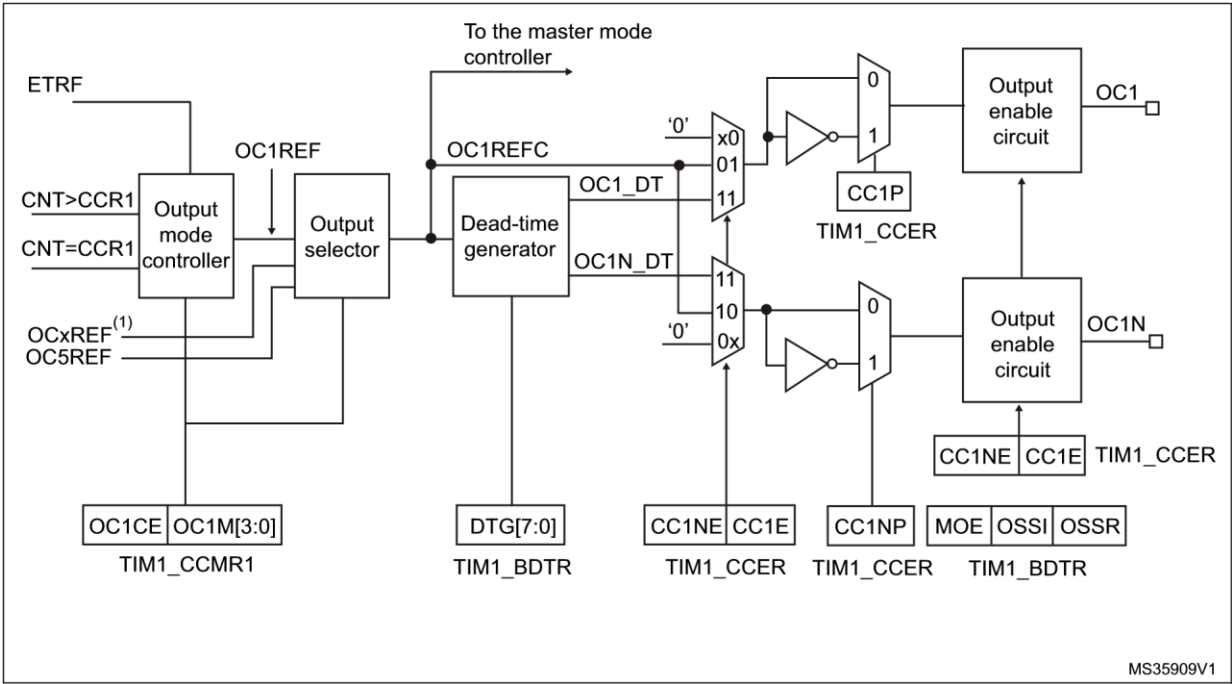 To the master mode
controller
ETRF
OC1REF
CNT>CCR1
CNT=CCR1
Output
mode
controller
Output
selector
OCxREF(1)
OC5REF
OC1REFC
Dead-time
generator
OC1_DT
OC1N_DT
'0'
x0
01
11
11
10
'0'
0x
0
1
CC1P
TIM1_CCER
0
1
Output
enable
circuit
OC1
Output
enable
circuit
OC1N
CC1NE CC1E TIM1_CCER
OC1CE OC1M[3:0]
TIM1_CCMR1
DTG[7:0]
TIM1_BDTR
CC1NE CC1E
TIM1_CCER
CC1NP
TIM1_CCER
MOE OSSI OSSR
TIM1_BDTR
MS35909V1